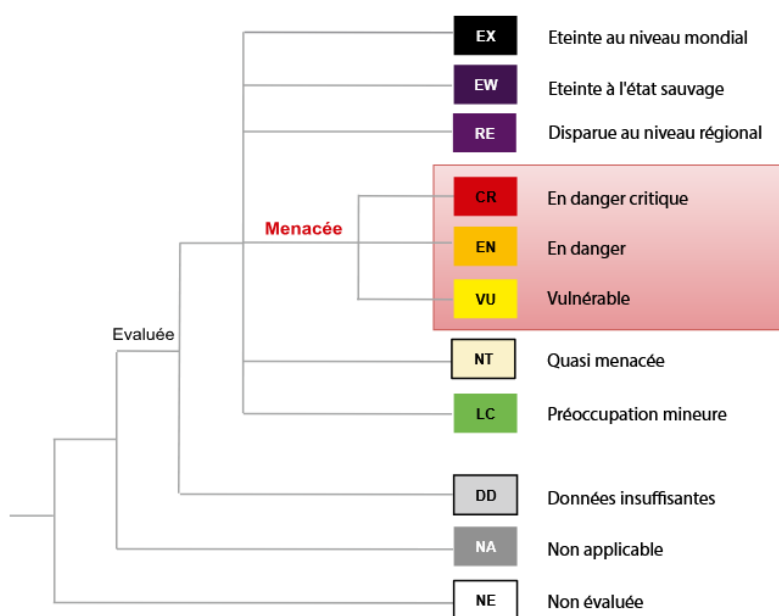 EX Eteinte au niveau mondial
EW Eteinte à l'état sauvage
RE Disparue au niveau régional
CR En danger critique
Menacée
EN En danger
VU Vulnérable
Evaluée
NT Quasi menacée
LC Préoccupation mineure
DD Données insuffisantes
NA Non applicable
NE Non évaluée